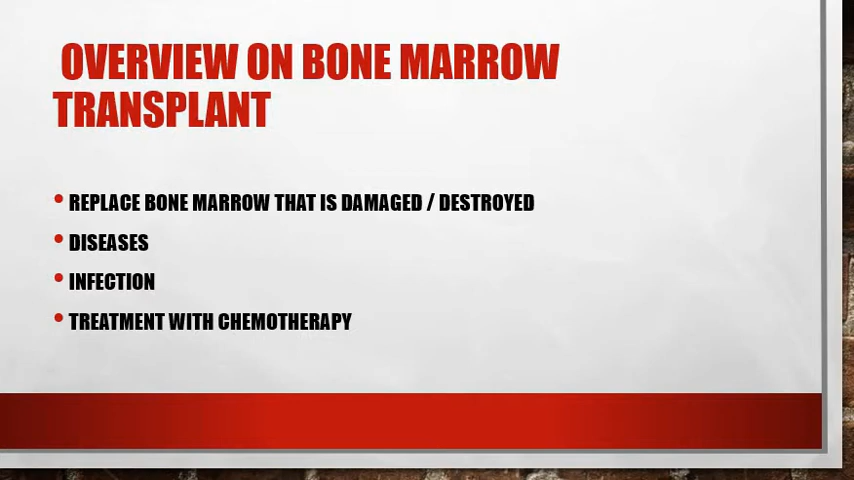 OVERVIEW ON BONE MARROW
TRANSPLANT
• REPLACE BONE MARROW THAT IS DAMAGED / DESTROYED
• DISEASES
• INFECTION
• TREATMENT WITH CHEMOTHERAPY